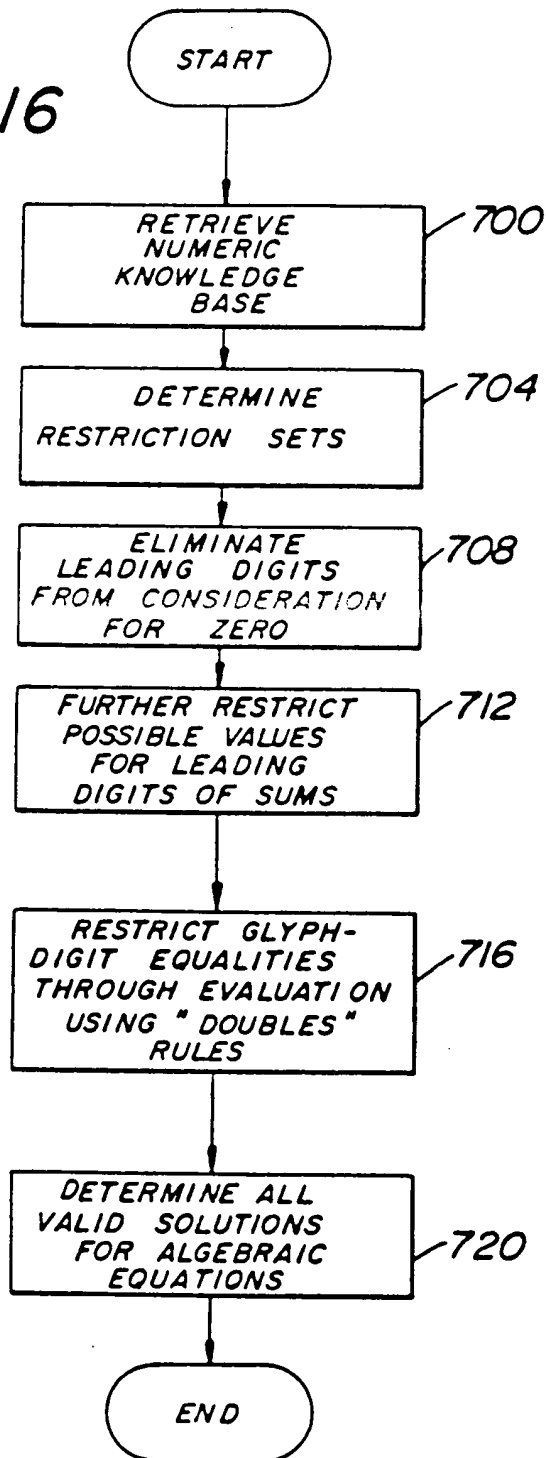 START
16
RETRIEVE
NUMERIC
KNOWLEDGE
BASE
700
DETERMINE
RESTRICTION SETS
704
ELIMINATE
LEADING DIGITS
FROM CONSIDERATION
FOR ZERO
708
FURTHER RESTRICT
POSSIBLE VALUES
FOR LEADING
DIGITS OF SUMS
712
RESTRICT GLYPH-
DIGIT EQUALITIES
THROUGH EVALUATION
USING "DOUBLES"
RULES
716
DETERMINE ALL
VALID SOLUTIONS
FOR ALGEBRAIC
EQUATIONS
720
END